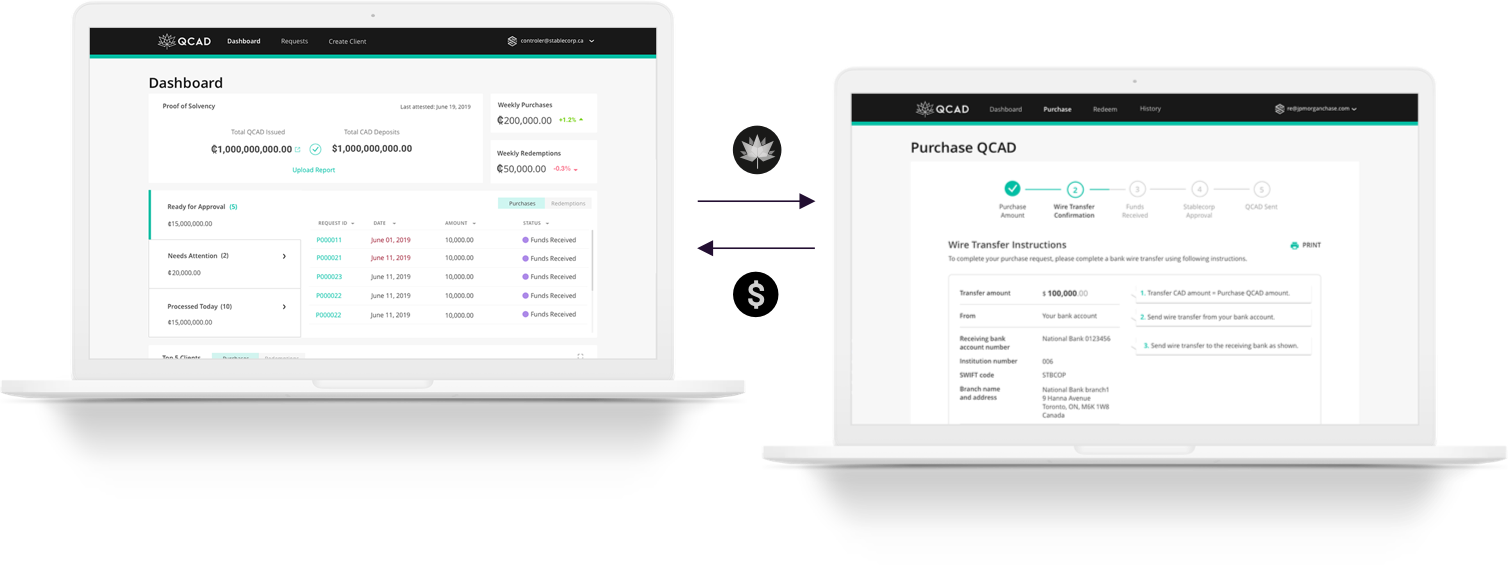 QCAD
Dashboard
Requests
Create Client
controler@stablecorp.ca
Dashboard
Proof of Solvency
Last attested: June 19, 2019
Total QCAD Issued
Total CAD Deposits
₵1,000,000,000.00
$1,000,000,000.00
Upload Report
Weekly Purchases
₵200,000.00 +1.2%
Weekly Redemptions
₵50,000.00 -0.3%
Ready for Approval (5)
₵15,000,000.00
Needs Attention (2)
₵20,000.00
Processed Today (10)
₵15,000,000.00
Purchases
Redemptions
REQUEST ID DATE AMOUNT STATUS
P000011 June 01, 2019 10,000.00 Funds Received
P000021 June 11, 2019 10,000.00 Funds Received
P000023 June 11, 2019 10,000.00 Funds Received
P000022 June 11, 2019 10,000.00 Funds Received
P000022 June 11, 2019 10,000.00 Funds Received
Top 5 Clients
Purchases
Redemptions
$
QCAD
Dashboard
Purchase
Redeem
History
re@jpmorganchase.com
Purchase QCAD
2
3
4
5
Purchase
Amount
Wire Transfer
Confirmation
Funds
Received
Stablecorp
Approval
QCAD Sent
Wire Transfer Instructions
PRINT
To complete your purchase request, please complete a bank wire transfer using following instructions.
Transfer amount $ 100,000.00
From Your bank account
Receiving bank
account number
National Bank 0123456
Institution number 006
SWIFT code STBCOP
Branch name
and address
National Bank branch1
9 Hanna Avenue
Toronto, ON, M6K 1W8
Canada
1. Transfer CAD amount = Purchase QCAD amount.
2. Send wire transfer from your bank account.
3. Send wire transfer to the receiving bank as shown.